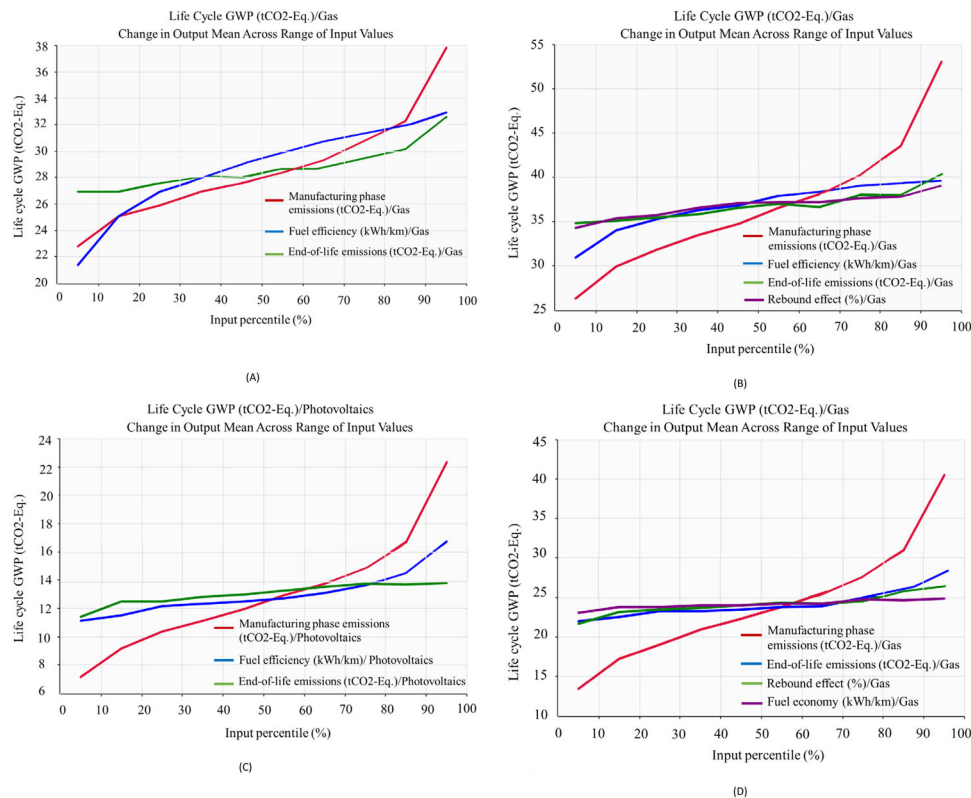 Life Cycle GWP (tCO2-Eq.)/Gas
Change in Output Mean Across Range of Input Values
Life cycle GWP (tCO2-Eq.)
38
36
34
32
30
28
26
24
22
20
Manufacturing phase
emissions (tCO2-Eq.)/Gas
Fuel efficiency (kWh/km)/Gas
End-of-life emissions (tCO2-Eq.)/Gas
0 10 20 30 40 50 60 70 80 90 100
Input percentile (%)
(A)
Life Cycle GWP (tCO2-Eq.)/Gas
Change in Output Mean Across Range of Input Values
Life cycle GWP (tCO2-Eq.)
55
50
45
40
35
30
25
Manufacturing phase
emissions (tCO2-Eq.)/Gas
Fuel efficiency (kWh/km)/Gas
End-of-life emissions (tCO2-Eq.)/Gas
Rebound effect (%)/Gas
0 10 20 30 40 50 60 70 80 90 100
Input percentile (%)
(B)
Life Cycle GWP (tCO2-Eq.)/Photovoltaics
Change in Output Mean Across Range of Input Values
Life cycle GWP (tCO2-Eq.)
24
22
20
18
16
14
12
10
8
6
Manufacturing phase emissions
(tCO2-Eq.)/Photovoltaics
Fuel efficiency (kWh/km)/ Photovoltaics
End-of-life emissions (tCO2-Eq.)/Photovoltaics
0 10 20 30 40 50 60 70 80 90 100
Input percentile (%)
(C)
Life Cycle GWP (tCO2-Eq.)/Gas
Change in Output Mean Across Range of Input Values
Life cycle GWP (tCO2-Eq.)
45
40
35
30
25
20
15
10
Manufacturing phase
emissions (tCO2-Eq.)/Gas
End-of-life emissions (tCO2-Eq.)/Gas
Rebound effect (%)/Gas
Fuel economy (kWh/km)/Gas
0 10 20 30 40 50 60 70 80 90 100
Input percentile (%)
(D)